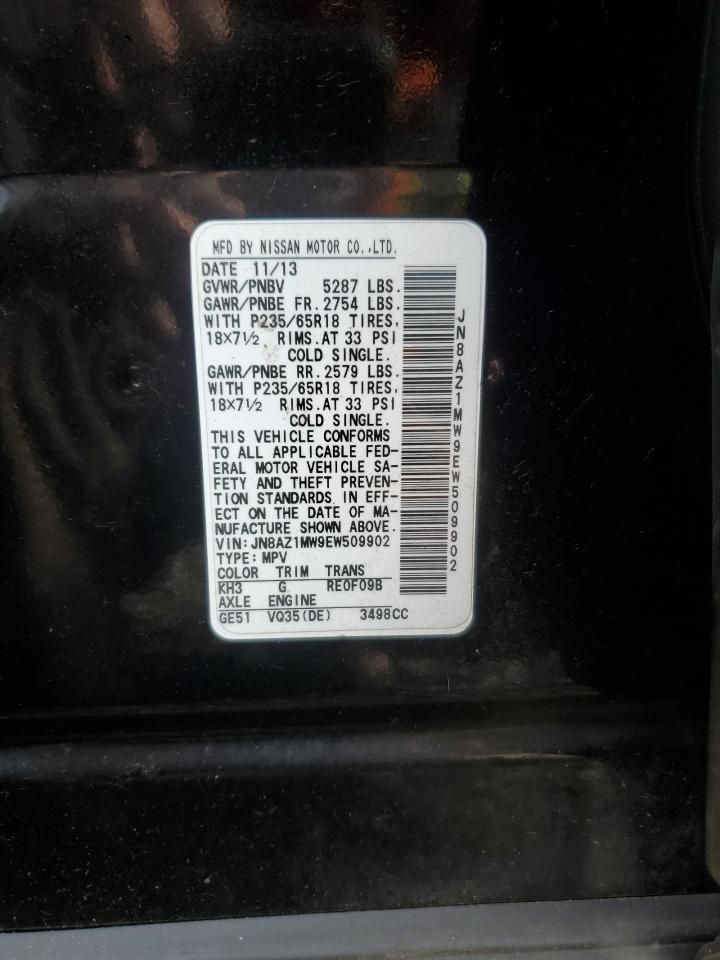 MFD BY NISSAN MOTOR CO.,LTD.
DATE 11/13
GVWR/PNBV 5287 LBS.
GAWR/PNBE FR. 2754 LBS.
WITH P235/65R18 TIRES,
18X7½ RIMS.AT 33 PSI
COLD SINGLE.
GAWR/PNBE RR. 2579 LBS.
WITH P235/65R18 TIRES,
18X7½ RIMS.AT 33 PSI
COLD SINGLE.
THIS VEHICLE CONFORMS
TO ALL APPLICABLE FED-
ERAL MOTOR VEHICLE SA-
FETY AND THEFT PREVEN-
TION STANDARDS IN EFF-
ECT ON THE DATE OF MA-
NUFACTURE SHOWN ABOVE.
VIN:JN8AZ1MW9EW509902
TYPE:MPV
COLOR TRIM TRANS
KH3 G RE0F09B
AXLE ENGINE
GE51 VQ35(DE) 3498CC
JN8AZ1MW9EW509902